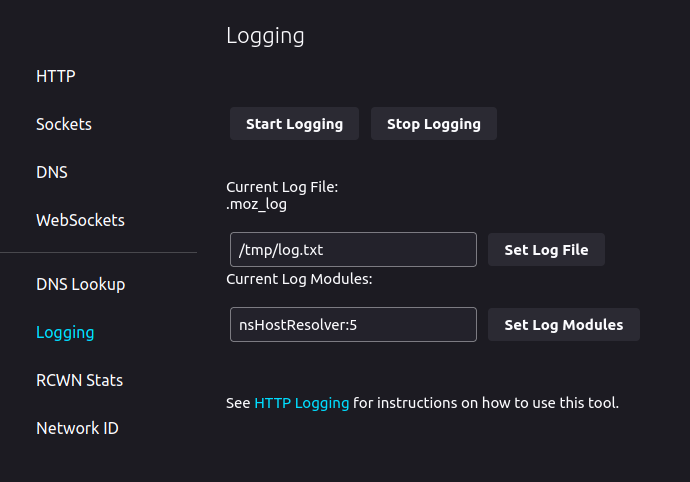 HTTP
Sockets
DNS
WebSockets
DNS Lookup
Logging
RCWN Stats
Network ID
Logging
Start Logging
Stop Logging
Current Log File:
.moz_log
/tmp/log.txt
Set Log File
Current Log Modules:
nsHostResolver:5
Set Log Modules
See HTTP Logging for instructions on how to use this tool.